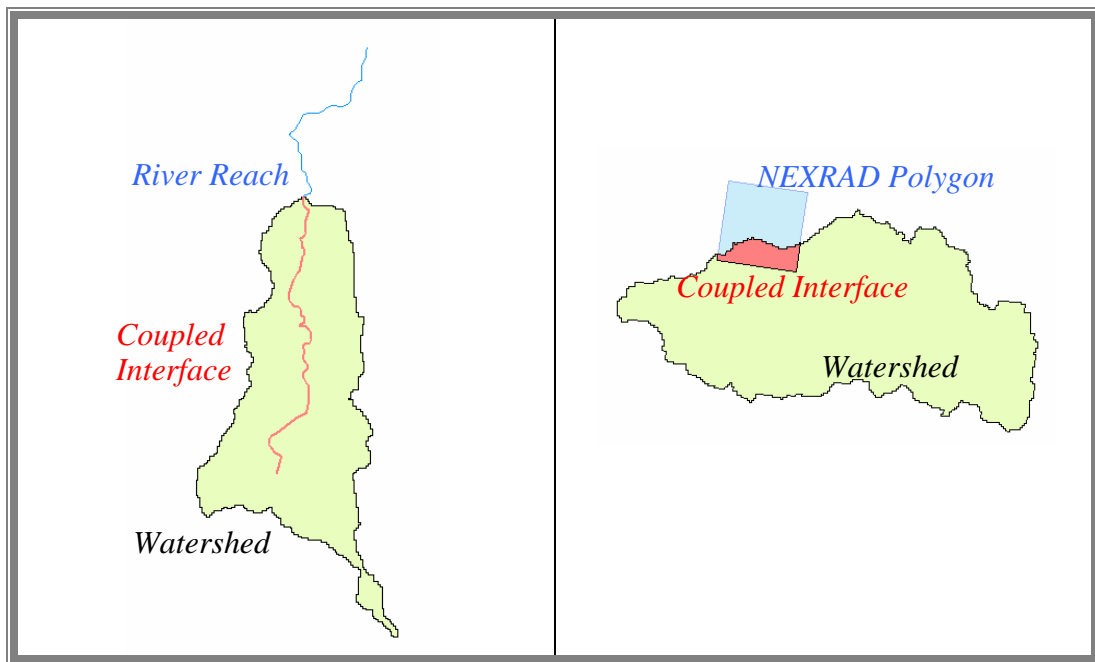 River Reach
Coupled
Interface
Watershed
NEXRAD Polygon
Coupled Interface
Watershed